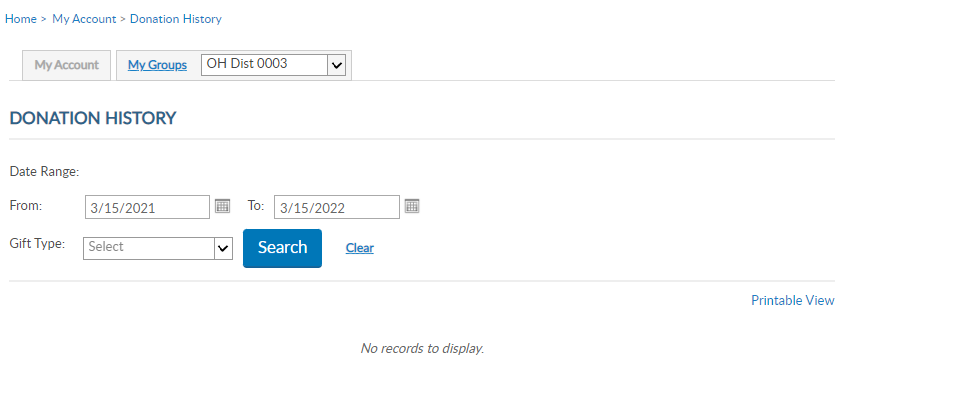 Home > My Account > Donation History
My Account My Groups OH Dist 0003
DONATION HISTORY
Date Range:
From: 3/15/2021 To: 3/15/2022
Gift Type: Select Search Clear
Printable View
No records to display.